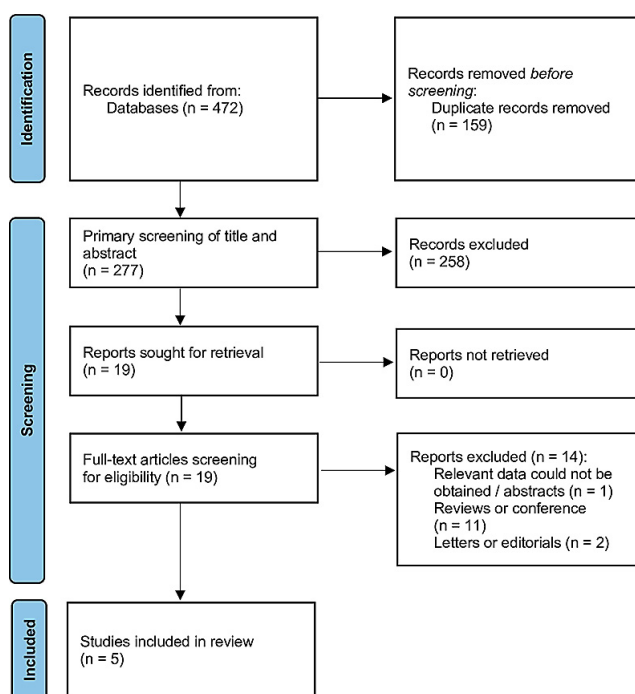 Identification
Records identified from:
Databases (n = 472)
Records removed before
screening:
Duplicate records removed
(n = 159)
Screening
Primary screening of title and
abstract
(n = 277)
Records excluded
(n = 258)
Reports sought for retrieval
(n = 19)
Reports not retrieved
(n = 0)
Full-text articles screening
for eligibility (n = 19)
Reports excluded (n = 14):
Relevant data could not be
obtained / abstracts (n = 1)
Reviews or conference
(n = 11)
Letters or editorials (n = 2)
Included
Studies included in review
(n = 5)